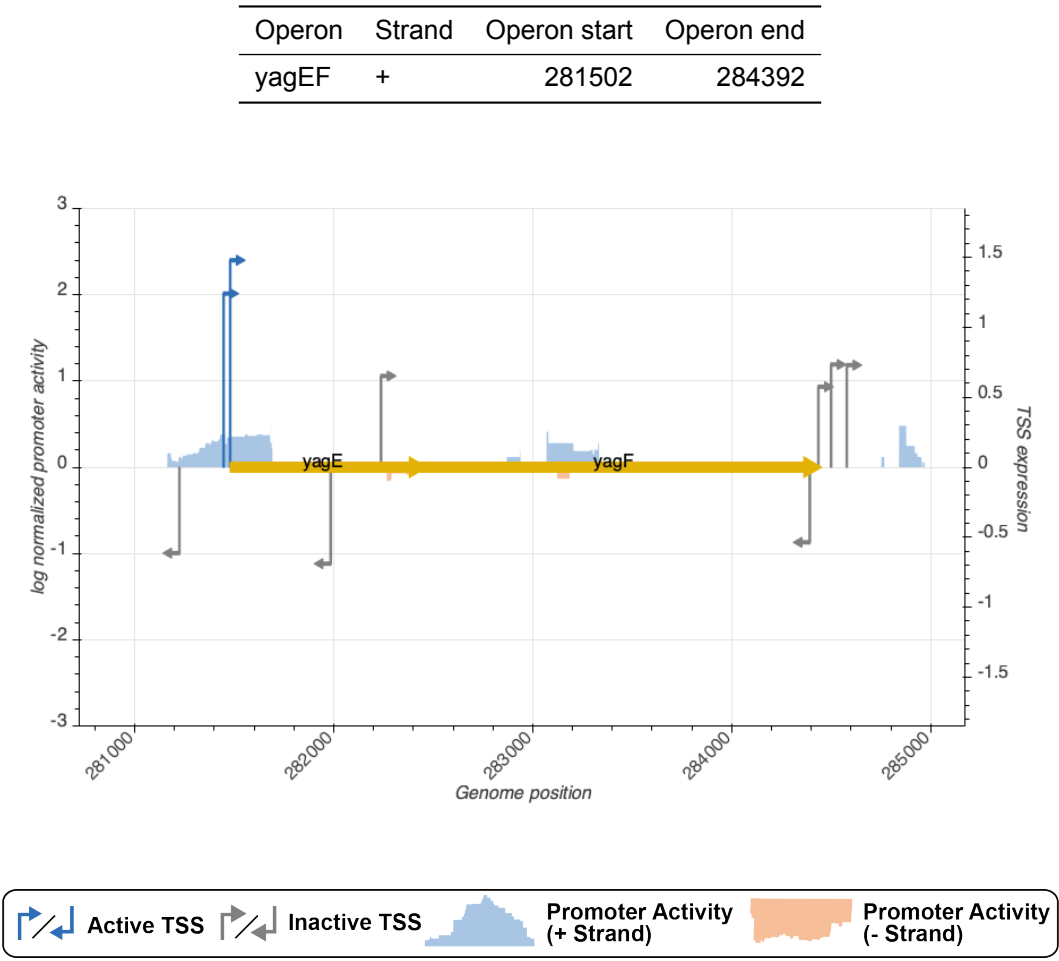 Operon Strand Operon start Operon end
yagEF + 281502 284392
3
2
1
0
-1
-2
-3
log normalized promoter activity
yagE
yagF
1.5
1
0.5
0
-0.5
-1
-1.5
TSS expression
281000
282000
283000
284000
285000
Genome position
Active TSS
Inactive TSS
Promoter Activity
(+ Strand)
Promoter Activity
(- Strand)